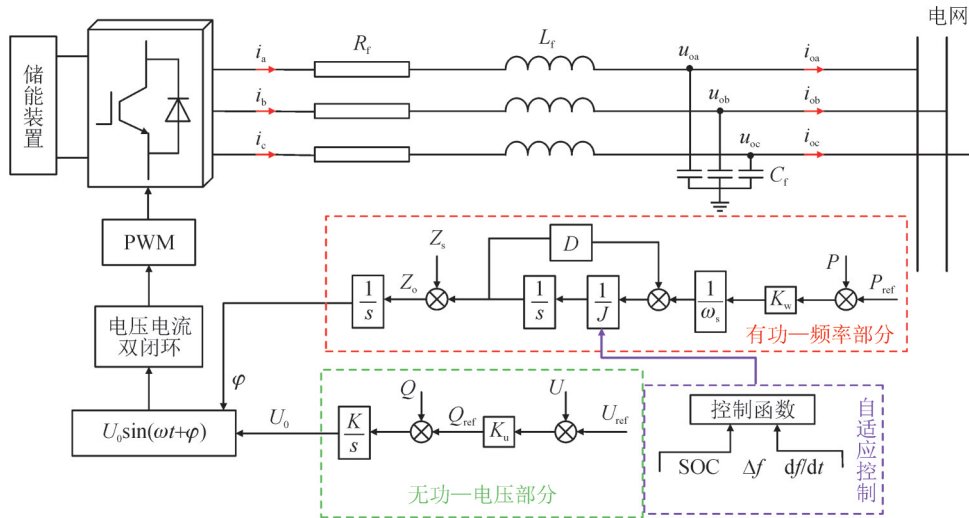 电网
储能装置
i_a
R_f
L_f
u_oa
i_oa
i_b
u_ob
i_ob
i_c
u_oc
i_oc
C_f
PWM
电压电流
双闭环
U_0sin(ωt+φ)
φ
U_0
1/s
Z_o
Z_s
1/s
D
1/J
1/ω_s
K_w
P
P_ref
有功—频率部分
K/s
Q
Q_ref
K_u
U
U_ref
无功—电压部分
控制函数
SOC Δf df/dt
自适应控制